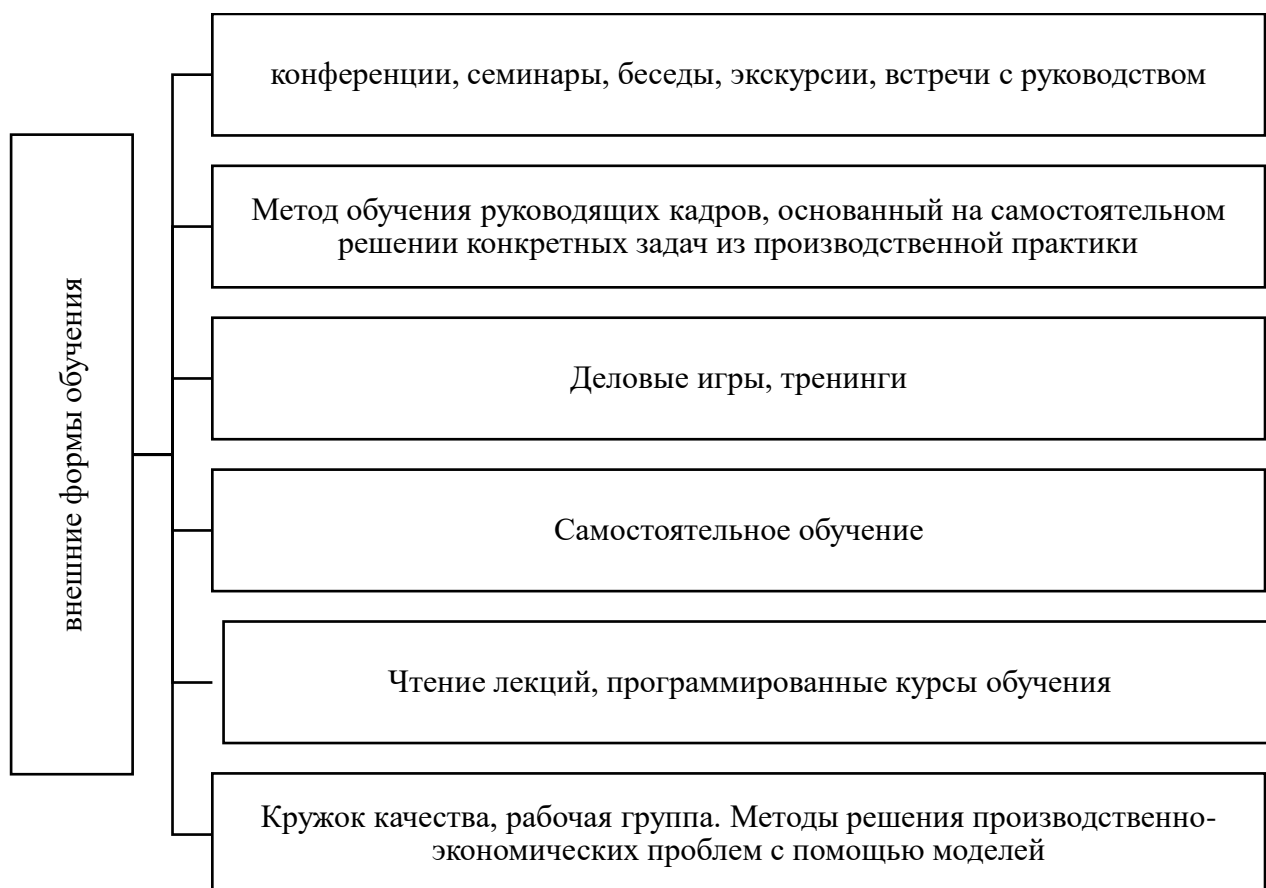 внешние формы обучения
конференции, семинары, беседы, экскурсии, встречи с руководством
Метод обучения руководящих кадров, основанный на самостоятельном
решении конкретных задач из производственной практики
Деловые игры, тренинги
Самостоятельное обучение
Чтение лекций, программированные курсы обучения
Кружок качества, рабочая группа. Методы решения производственно-
экономических проблем с помощью моделей